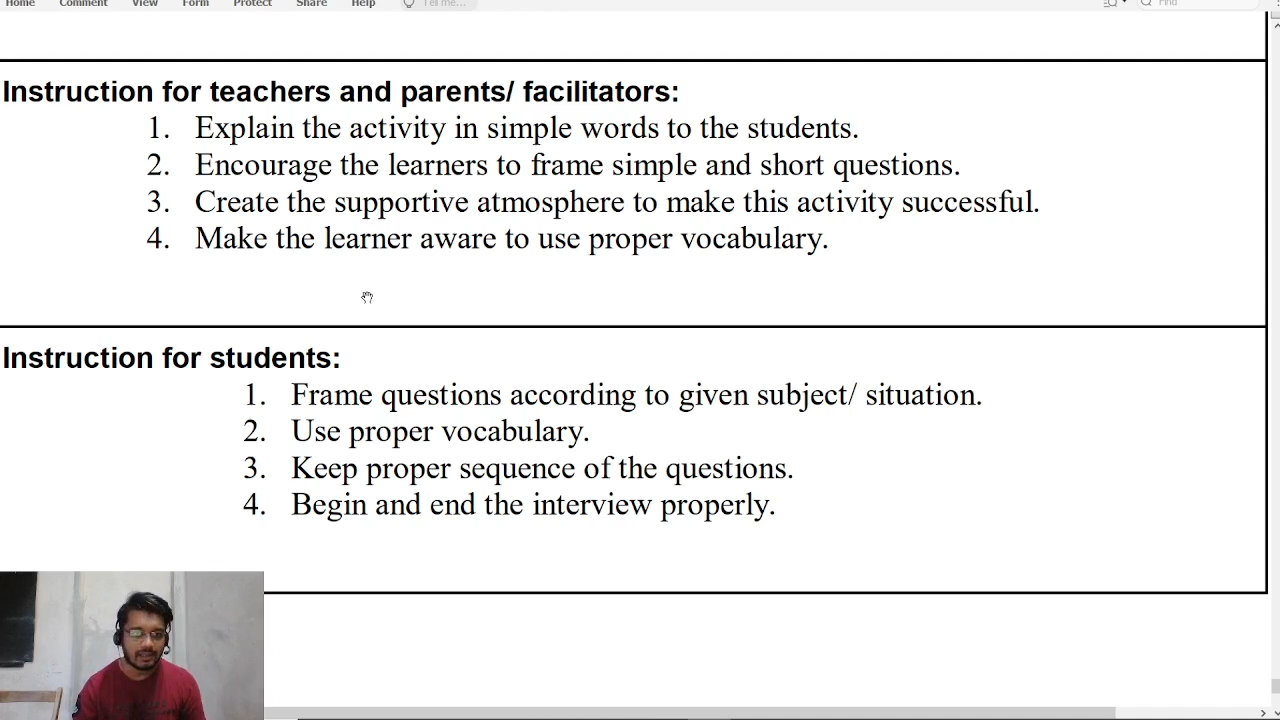 Home Comment View Form Protect Share Help Tell me... Find
Instruction for teachers and parents/ facilitators:
1. Explain the activity in simple words to the students.
2. Encourage the learners to frame simple and short questions.
3. Create the supportive atmosphere to make this activity successful.
4. Make the learner aware to use proper vocabulary.
Instruction for students:
1. Frame questions according to given subject/ situation.
2. Use proper vocabulary.
3. Keep proper sequence of the questions.
4. Begin and end the interview properly.